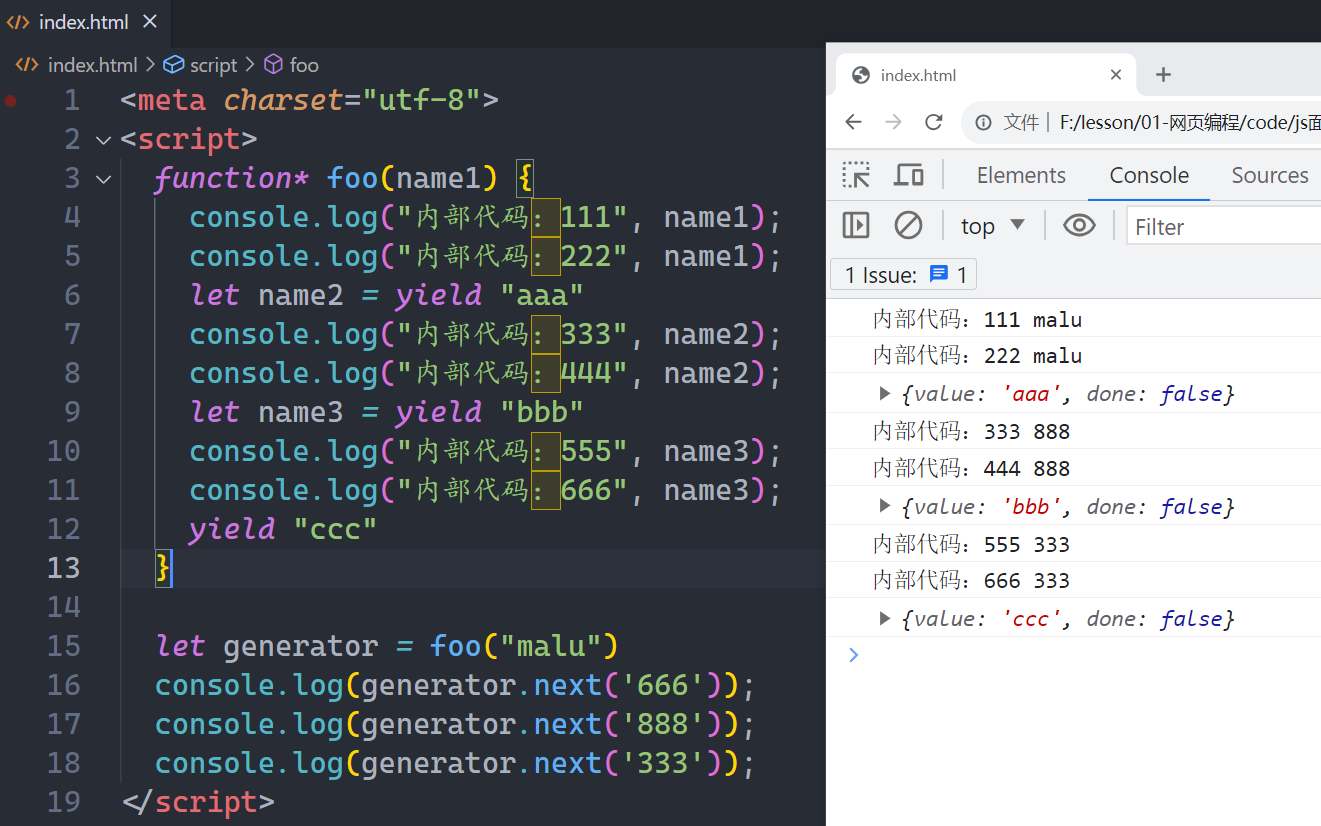 index.html
index.html > script > foo
1 <meta charset="utf-8">
2 <script>
3 function* foo(name1) {
4 console.log("内部代码：111", name1);
5 console.log("内部代码：222", name1);
6 let name2 = yield "aaa"
7 console.log("内部代码：333", name2);
8 console.log("内部代码：444", name2);
9 let name3 = yield "bbb"
10 console.log("内部代码：555", name3);
11 console.log("内部代码：666", name3);
12 yield "ccc"
13 }
14
15 let generator = foo("malu")
16 console.log(generator.next('666'));
17 console.log(generator.next('888'));
18 console.log(generator.next('333'));
19 </script>
index.html
文件 | F:/lesson/01-网页编程/code/js面
Elements Console Sources
top Filter
1 Issue: 1
内部代码：111 malu
内部代码：222 malu
{value: 'aaa', done: false}
内部代码：333 888
内部代码：444 888
{value: 'bbb', done: false}
内部代码：555 333
内部代码：666 333
{value: 'ccc', done: false}